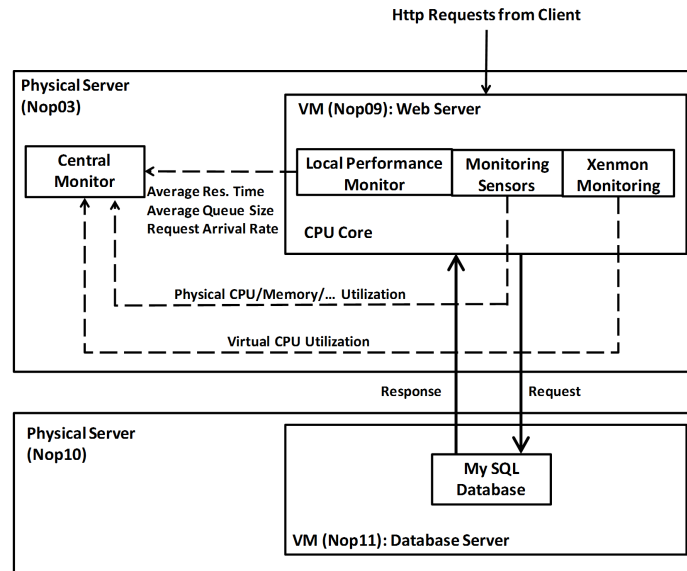 Http Requests from Client
Physical Server
(Nop03)
VM (Nop09): Web Server
Central
Monitor
Local Performance
Monitor
Monitoring
Sensors
Xenmon
Monitoring
Average Res. Time
Average Queue Size
Request Arrival Rate
CPU Core
Physical CPU/Memory/... Utilization
Virtual CPU Utilization
Response
Request
Physical Server
(Nop10)
My SQL
Database
VM (Nop11): Database Server